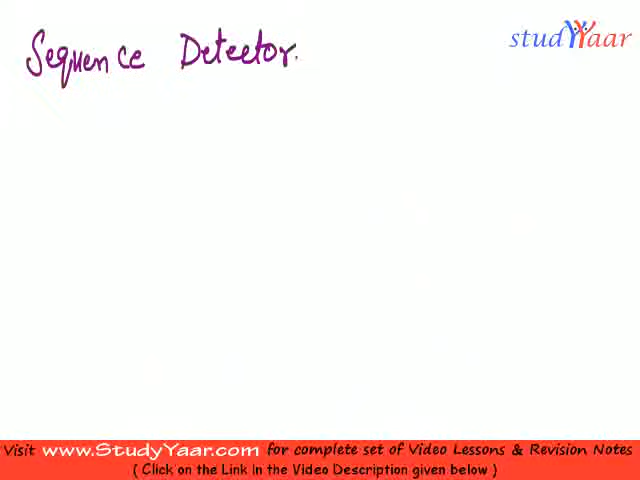 Sequence Detector.
studYYaar
Visit www.StudyYaar.com for complete set of Video Lessons & Revision Notes
( Click on the Link in the Video Description given below )